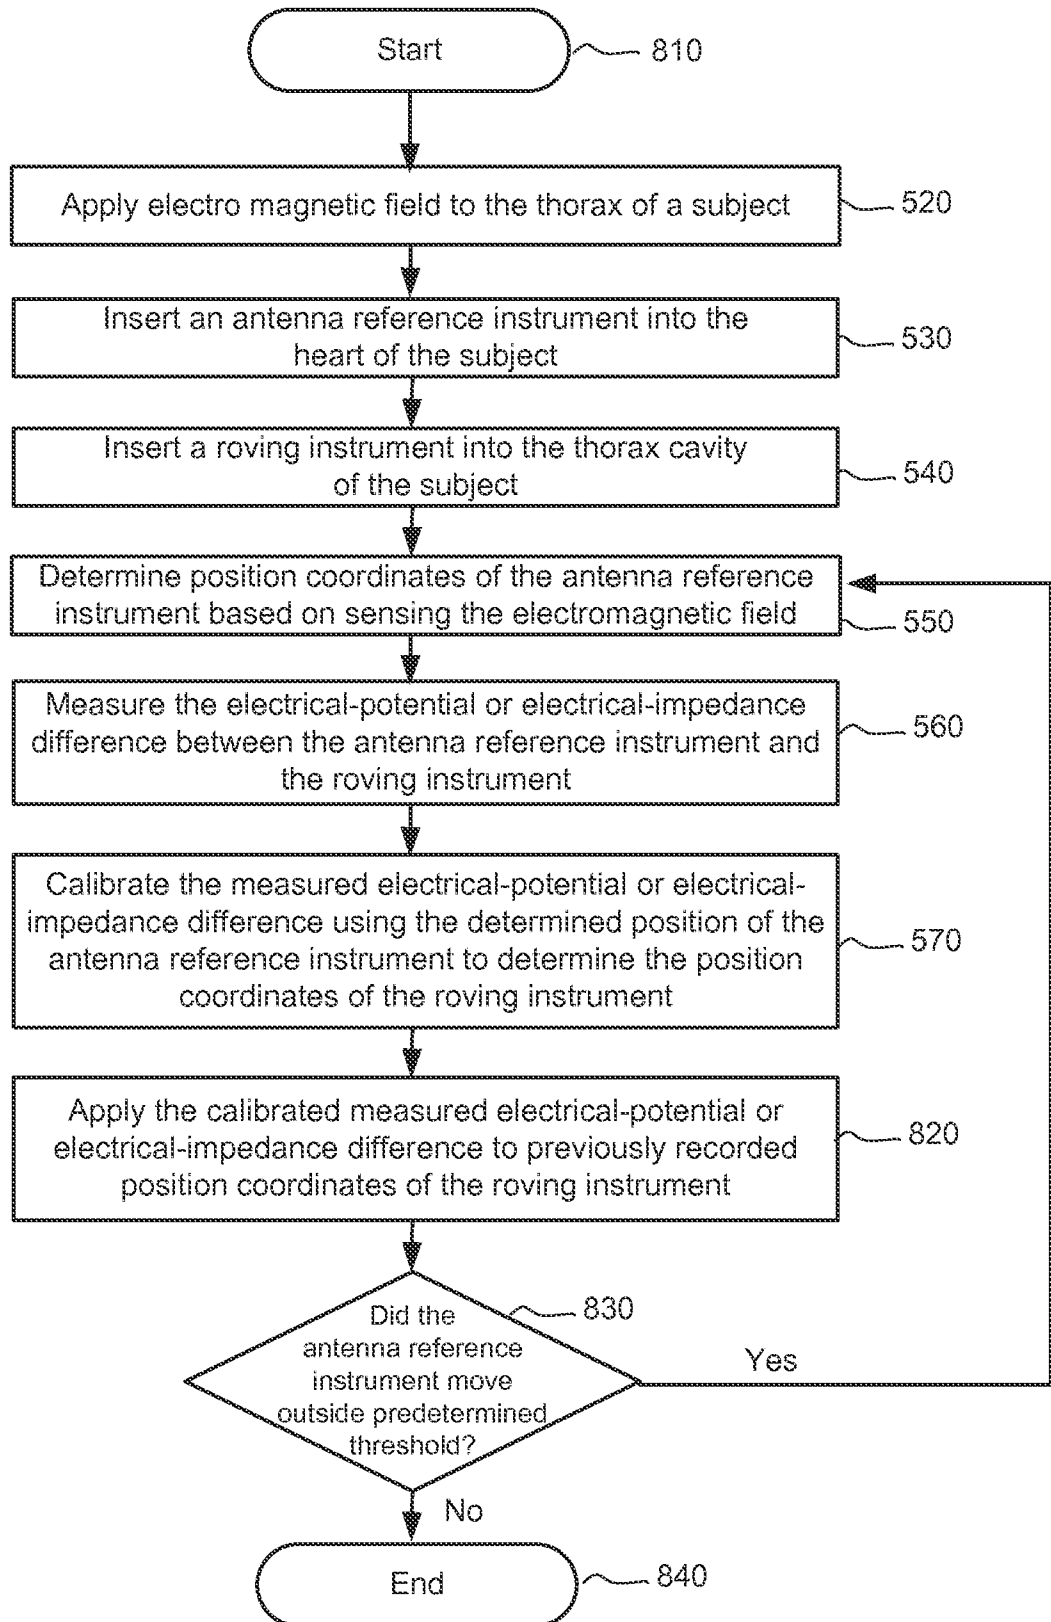 Start
810
Apply electro magnetic field to the thorax of a subject
520
Insert an antenna reference instrument into the
heart of the subject
530
Insert a roving instrument into the thorax cavity
of the subject
540
Determine position coordinates of the antenna reference
instrument based on sensing the electromagnetic field
550
Measure the electrical-potential or electrical-impedance
difference between the antenna reference instrument and
the roving instrument
560
Calibrate the measured electrical-potential or electrical-
impedance difference using the determined position of the
antenna reference instrument to determine the position
coordinates of the roving instrument
570
Apply the calibrated measured electrical-potential or
electrical-impedance difference to previously recorded
position coordinates of the roving instrument
820
Did the
antenna reference
instrument move
outside predetermined
threshold?
830
Yes
No
End
840